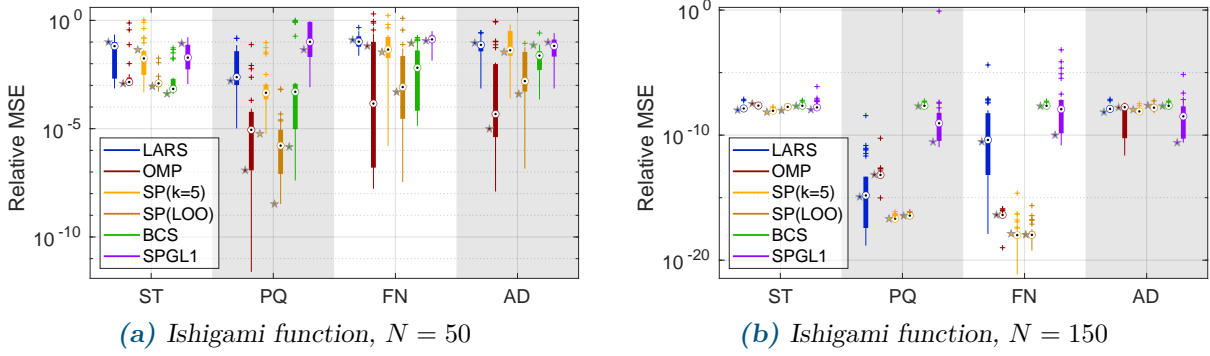 Relative MSE
10^0
10^-5
10^-10
LARS
OMP
SP(k=5)
SP(LOO)
BCS
SPGL1
ST PQ FN AD
(a) Ishigami function, N = 50
Relative MSE
10^0
10^-10
10^-20
LARS
OMP
SP(k=5)
SP(LOO)
BCS
SPGL1
ST PQ FN AD
(b) Ishigami function, N = 150